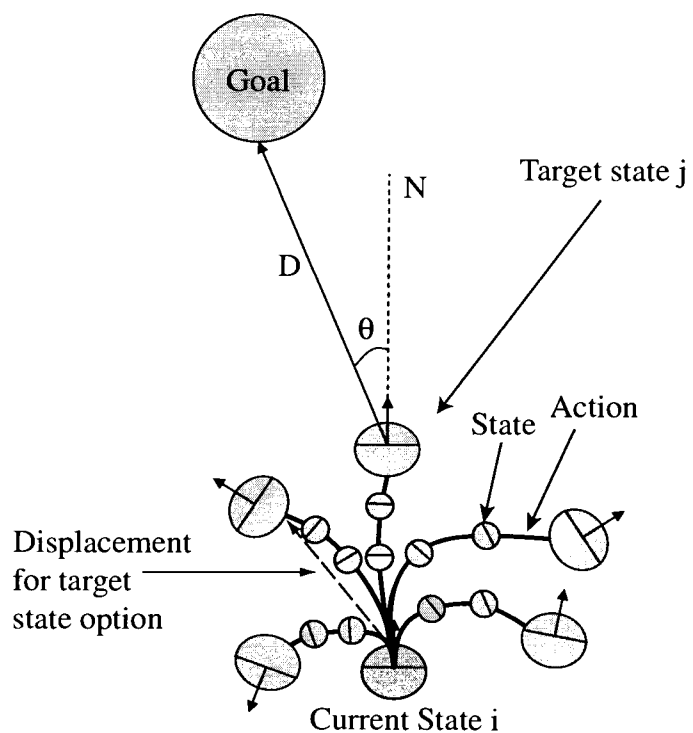 Goal
N
Target state j
D
θ
State
Action
Displacement
for target
state option
Current State i